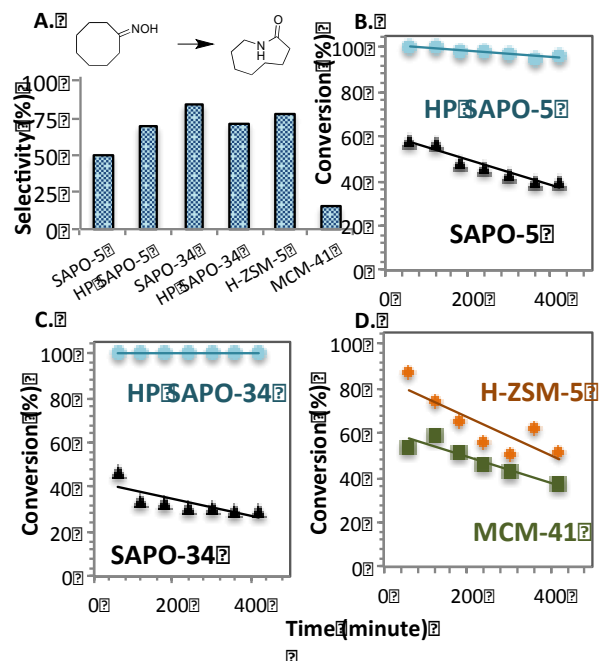 A.
NOH
O
NH
Selectivity (%)
100
75
50
25
0
SAPO-5
HP SAPO-5
SAPO-34
HP SAPO-34
H-ZSM-5
MCM-41
B.
Conversion (%)
100
80
60
40
20
0
HP SAPO-5
SAPO-5
0 200 400
C.
Conversion (%)
100
80
60
40
20
0
HP SAPO-34
SAPO-34
0 200 400
D.
Conversion (%)
100
80
60
40
20
0
H-ZSM-5
MCM-41
0 200 400
Time (minute)